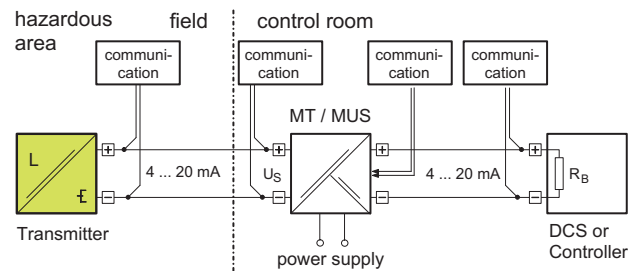 hazardous
area
field
control room
communi-
cation
communi-
cation
communi-
cation
communi-
cation
MT / MUS
L
+
+
+
+
4 ... 20 mA
US
4 ... 20 mA
RB
−
−
−
−
Transmitter
power supply
DCS or
Controller